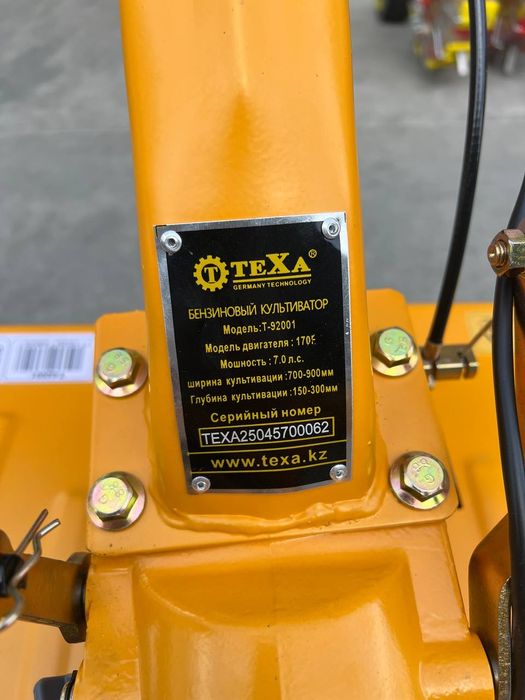 TEXA®
GERMANY TECHNOLOGY
БЕНЗИНОВЫЙ КУЛЬТИВАТОР
Модель:Т-92001
Модель двигателя :170F
Мощность : 7.0 л.с.
ширина культивации :700-900мм
Глубина культивации :150-300мм
Серийный номер
TEXA25045700062
www.texa.kz